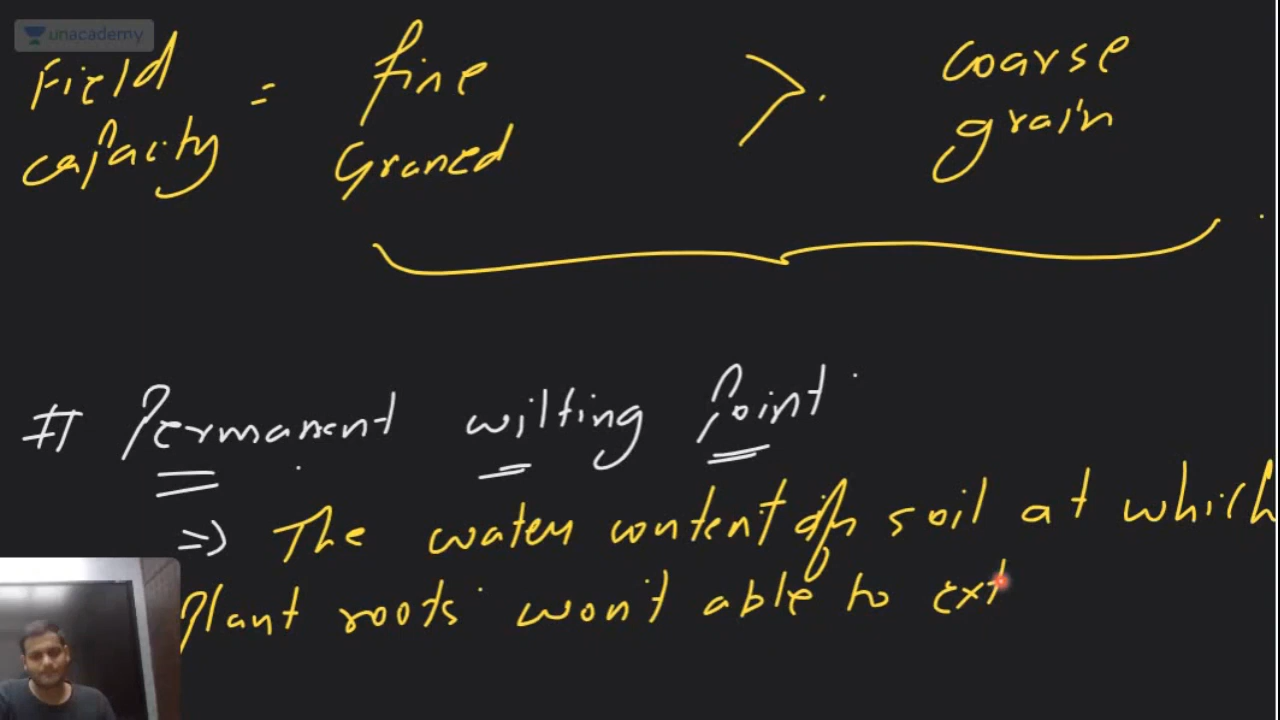 unacademy
Field capacity = fine Graned > coarse grain
# Permanent wilting Point
⇒ The water content of soil at which
Plant roots won't able to ext